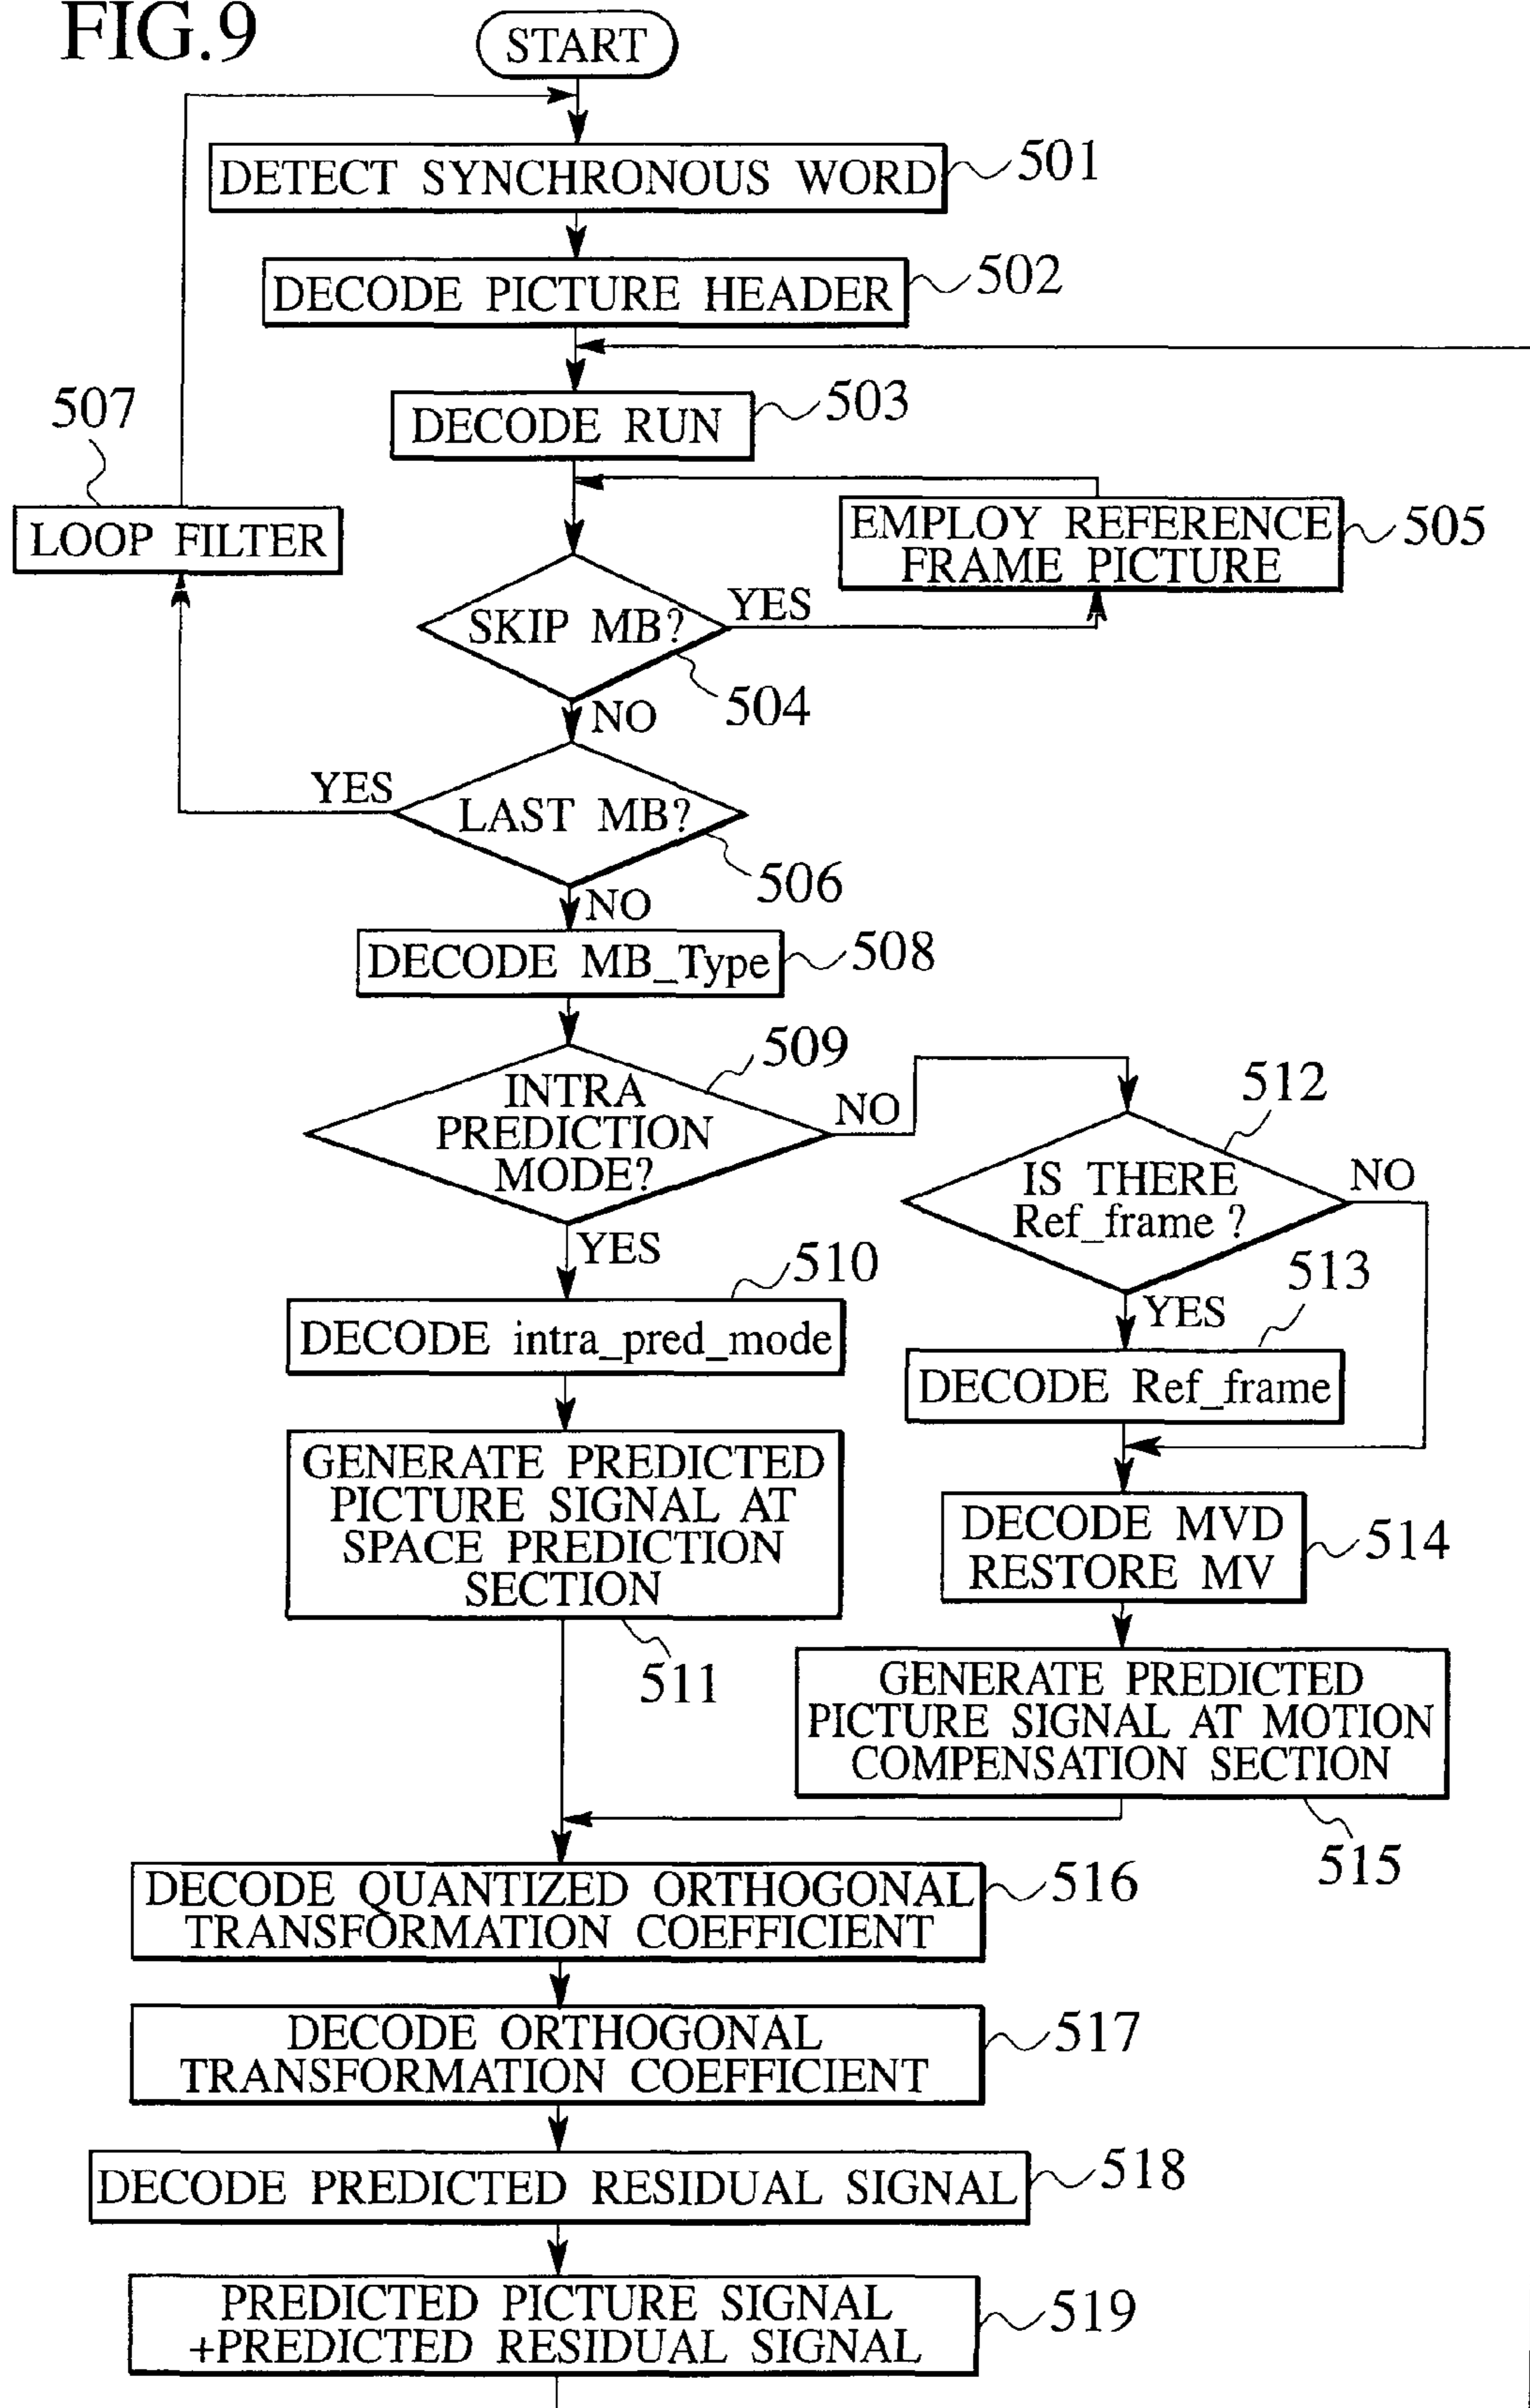 FIG.9
START
DETECT SYNCHRONOUS WORD
501
DECODE PICTURE HEADER
502
DECODE RUN
503
507
LOOP FILTER
EMPLOY REFERENCE
FRAME PICTURE
505
SKIP MB?
YES
504
NO
LAST MB?
YES
506
NO
DECODE MB_Type
508
509
INTRA
PREDICTION
MODE?
NO
YES
512
IS THERE
Ref_frame ?
NO
YES
510
DECODE intra_pred_mode
513
DECODE Ref_frame
GENERATE PREDICTED
PICTURE SIGNAL AT
SPACE PREDICTION
SECTION
511
DECODE MVD
RESTORE MV
514
GENERATE PREDICTED
PICTURE SIGNAL AT MOTION
COMPENSATION SECTION
515
DECODE QUANTIZED ORTHOGONAL
TRANSFORMATION COEFFICIENT
516
DECODE ORTHOGONAL
TRANSFORMATION COEFFICIENT
517
DECODE PREDICTED RESIDUAL SIGNAL
518
PREDICTED PICTURE SIGNAL
+PREDICTED RESIDUAL SIGNAL
519